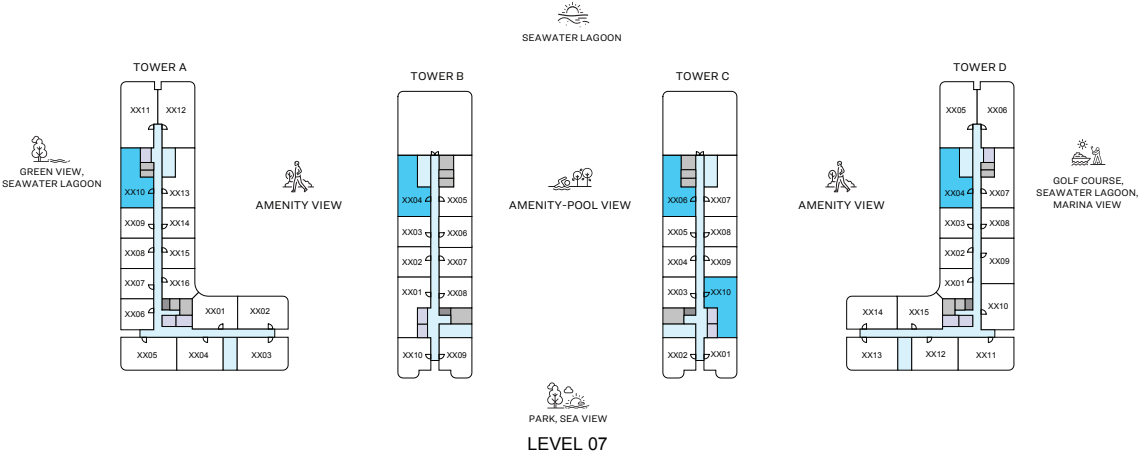 SEAWATER LAGOON
TOWER A
TOWER B
TOWER C
TOWER D
XX11
XX12
XX10
XX13
XX09
XX14
XX08
XX15
XX07
XX16
XX06
XX01
XX02
XX05
XX04
XX03
XX04
XX05
XX03
XX06
XX02
XX07
XX01
XX08
XX10
XX09
XX06
XX07
XX05
XX08
XX04
XX09
XX03
XX10
XX02
XX01
XX05
XX06
XX04
XX07
XX03
XX08
XX02
XX09
XX01
XX10
XX14
XX15
XX13
XX12
XX11
GREEN VIEW,
SEAWATER LAGOON
AMENITY VIEW
AMENITY-POOL VIEW
AMENITY VIEW
GOLF COURSE,
SEAWATER LAGOON,
MARINA VIEW
PARK, SEA VIEW
LEVEL 07